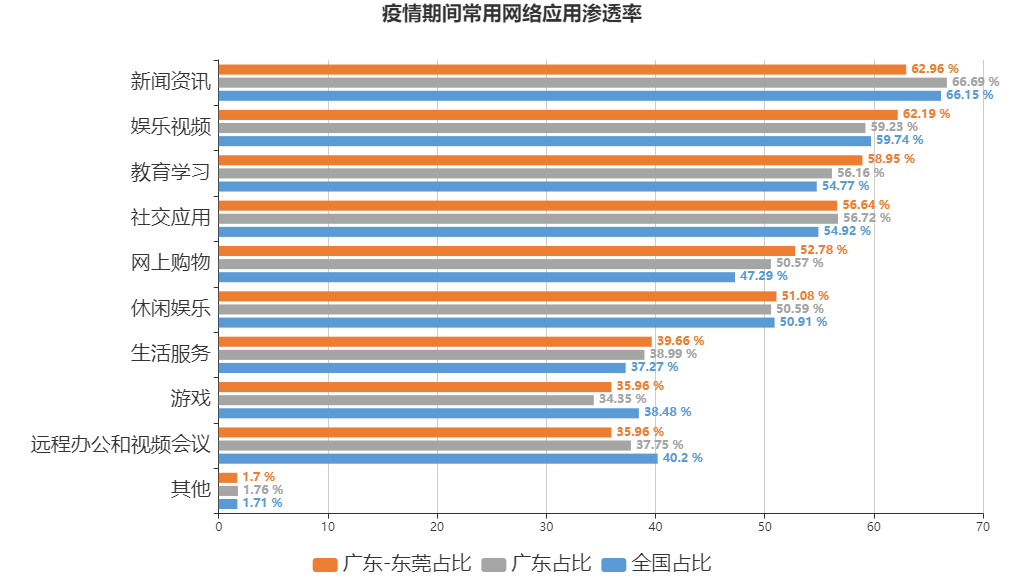 疫情期间常用网络应用渗透率
新闻资讯
62.96 %
66.69 %
66.15 %
娱乐视频
62.19 %
59.23 %
59.74 %
教育学习
58.95 %
56.16 %
54.77 %
社交应用
56.64 %
56.72 %
54.92 %
网上购物
52.78 %
50.57 %
47.29 %
休闲娱乐
51.08 %
50.59 %
50.91 %
生活服务
39.66 %
38.99 %
37.27 %
游戏
35.96 %
34.35 %
38.48 %
远程办公和视频会议
35.96 %
37.75 %
40.2 %
其他
1.7 %
1.76 %
1.71 %
0 10 20 30 40 50 60 70
广东-东莞占比 广东占比 全国占比